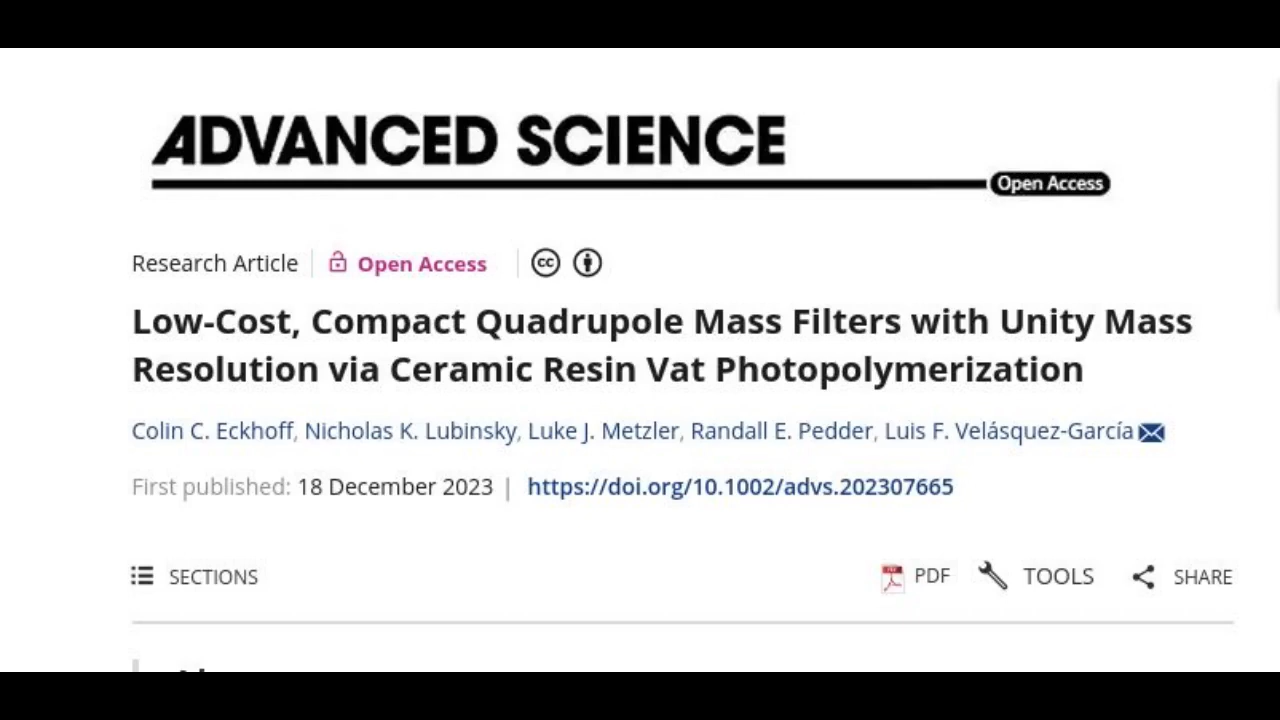 ADVANCED SCIENCE
Open Access
Research Article | Open Access
Low-Cost, Compact Quadrupole Mass Filters with Unity Mass
Resolution via Ceramic Resin Vat Photopolymerization
Colin C. Eckhoff, Nicholas K. Lubinsky, Luke J. Metzler, Randall E. Pedder, Luis F. Velásquez-García
First published: 18 December 2023 | https://doi.org/10.1002/advs.202307665
SECTIONS PDF TOOLS SHARE